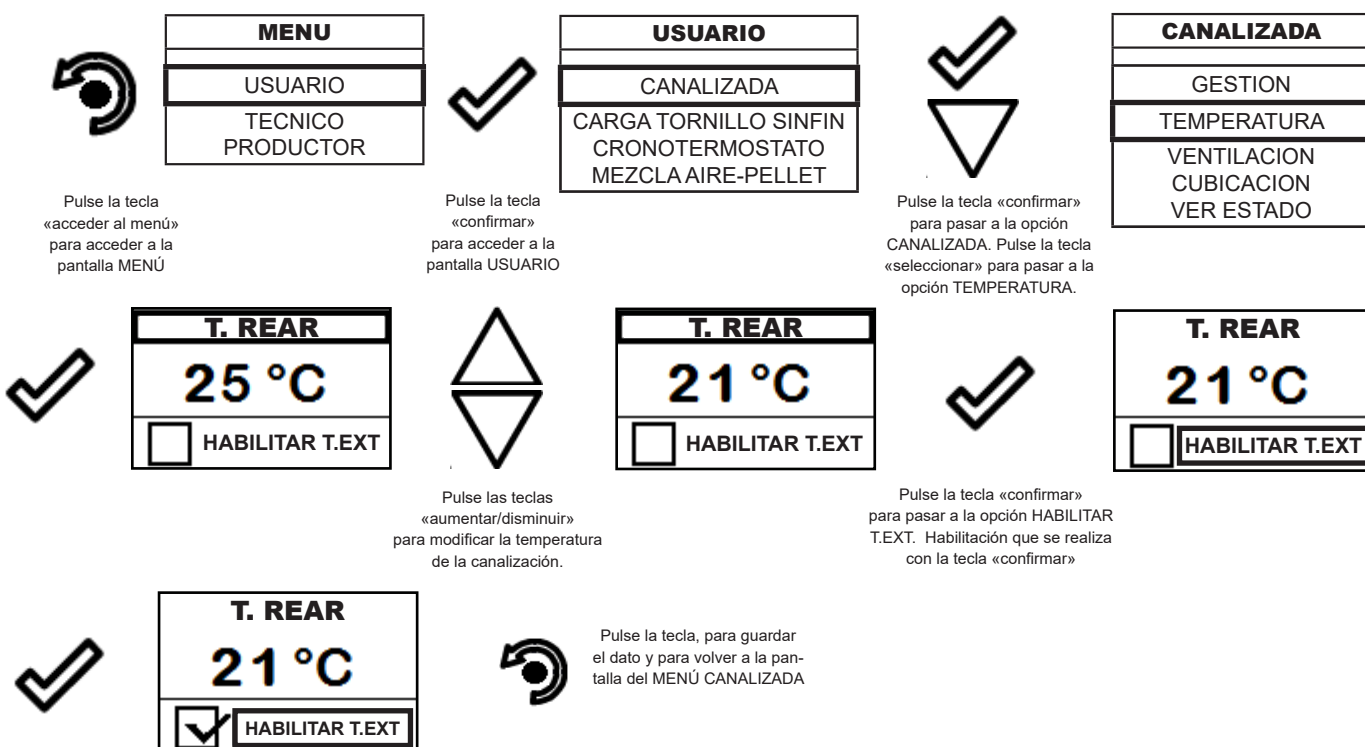 MENU
USUARIO
TECNICO
PRODUCTOR
Pulse la tecla
«acceder al menú»
para acceder a la
pantalla MENÚ
USUARIO
CANALIZADA
CARGA TORNILLO SINFIN
CRONOTERMOSTATO
MEZCLA AIRE-PELLET
Pulse la tecla
«confirmar»
para acceder a la
pantalla USUARIO
CANALIZADA
GESTION
TEMPERATURA
VENTILACION
CUBICACION
VER ESTADO
Pulse la tecla «confirmar»
para pasar a la opción
CANALIZADA. Pulse la tecla
«seleccionar» para pasar a la
opción TEMPERATURA.
T. REAR
25 °C
HABILITAR T.EXT
Pulse las teclas
«aumentar/disminuir»
para modificar la temperatura
de la canalización.
T. REAR
21 °C
HABILITAR T.EXT
Pulse la tecla «confirmar»
para pasar a la opción HABILITAR
T.EXT. Habilitación que se realiza
con la tecla «confirmar»
T. REAR
21 °C
HABILITAR T.EXT
T. REAR
21 °C
HABILITAR T.EXT
Pulse la tecla, para guardar
el dato y para volver a la pan-
talla del MENÚ CANALIZADA